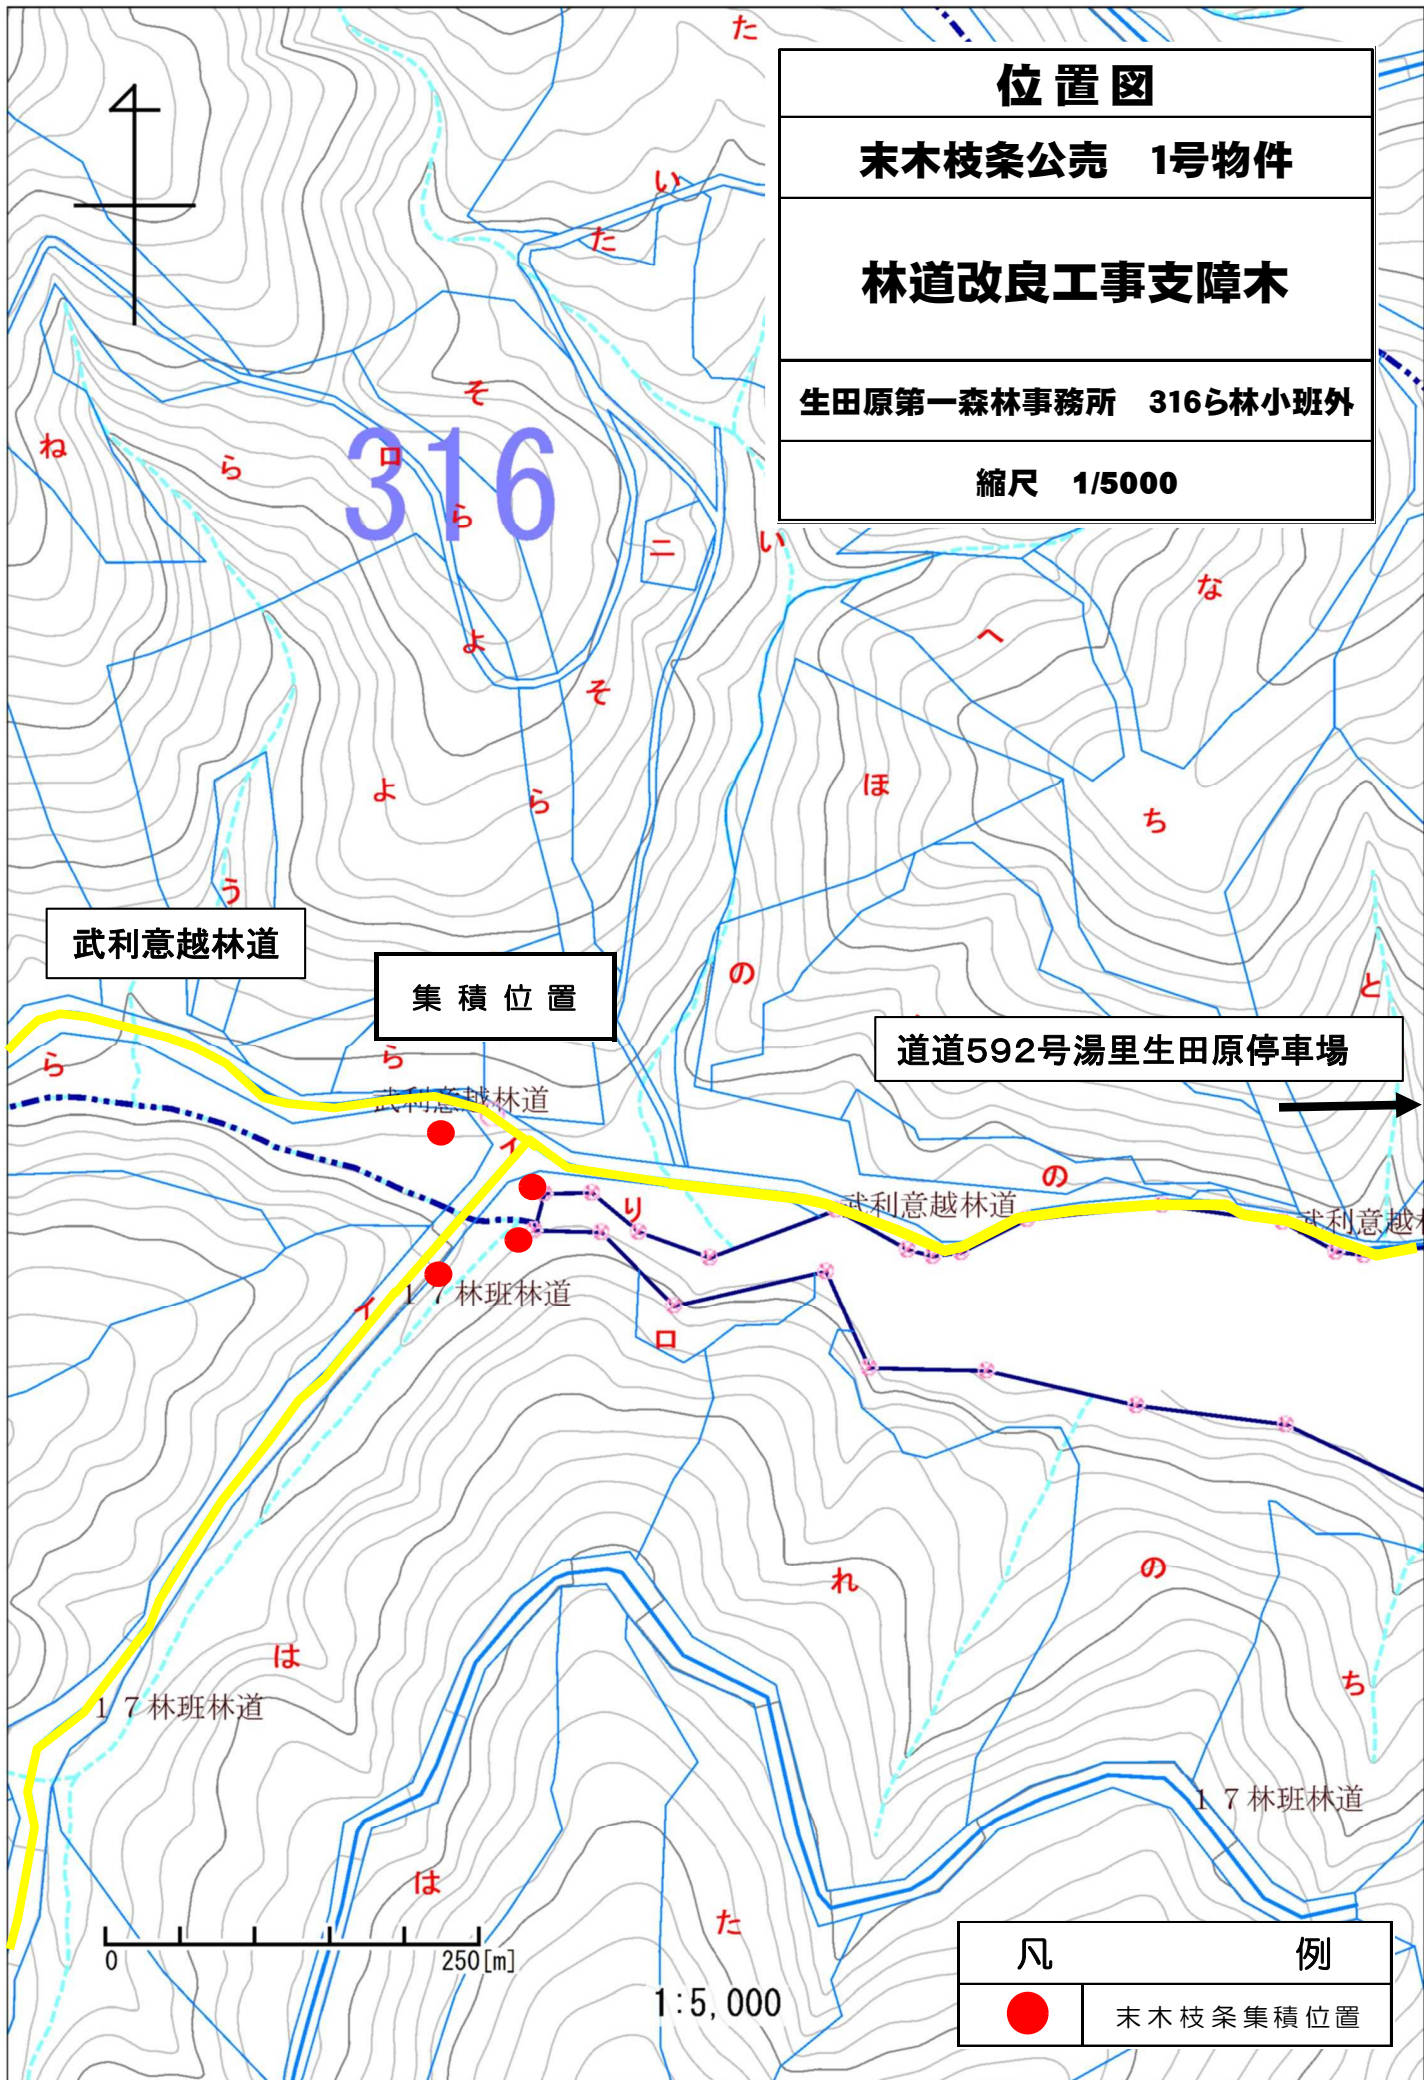 位置図
末木枝条公売 1号物件
林道改良工事支障木
生田原第一森林事務所 316ら林小班外
縮尺 1/5000
た
い
た
そ
ね
ら
ロ
316
ら
ニ
い
な
へ
よ
そ
よ
ら
ほ
ち
う
武利意越林道
集積位置
の
と
道道592号湯里生田原停車場
ら
ら
武利意越林道
イ
り
の
武利意越林道
武利意越林
イ
17林班林道
ロ
れ
の
は
ち
17林班林道
17林班林道
は
た
0
250[m]
1:5,000
凡例
末木枝条集積位置